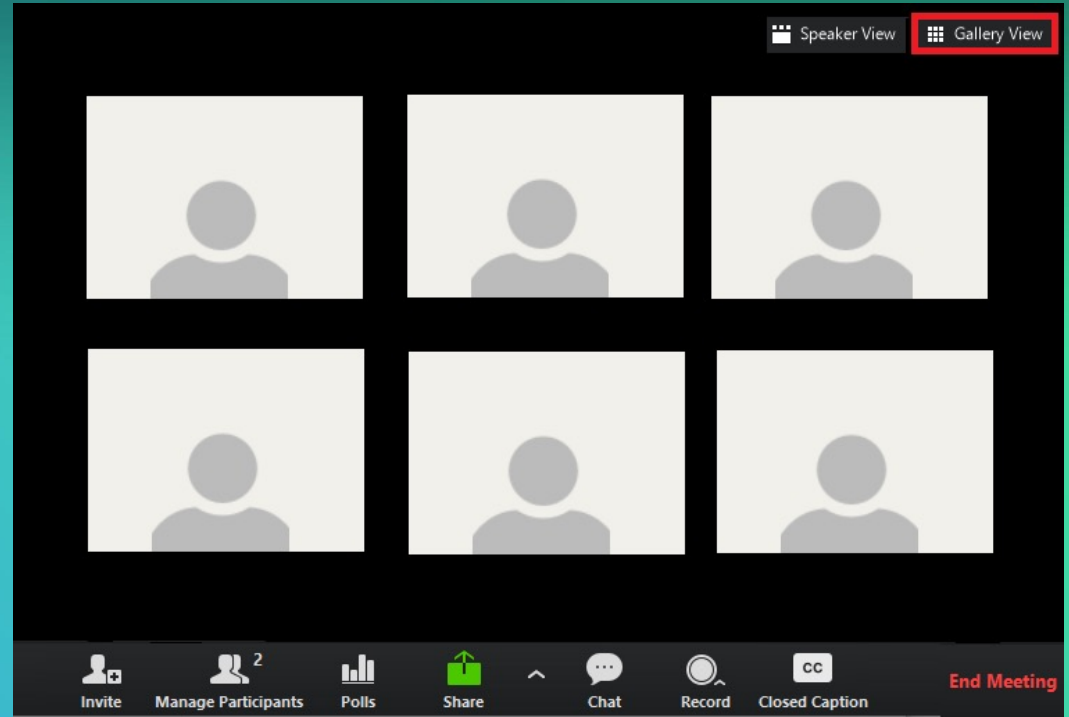 Speaker View Gallery View
2
Invite Manage Participants Polls Share Chat Record CC Closed Caption End Meeting